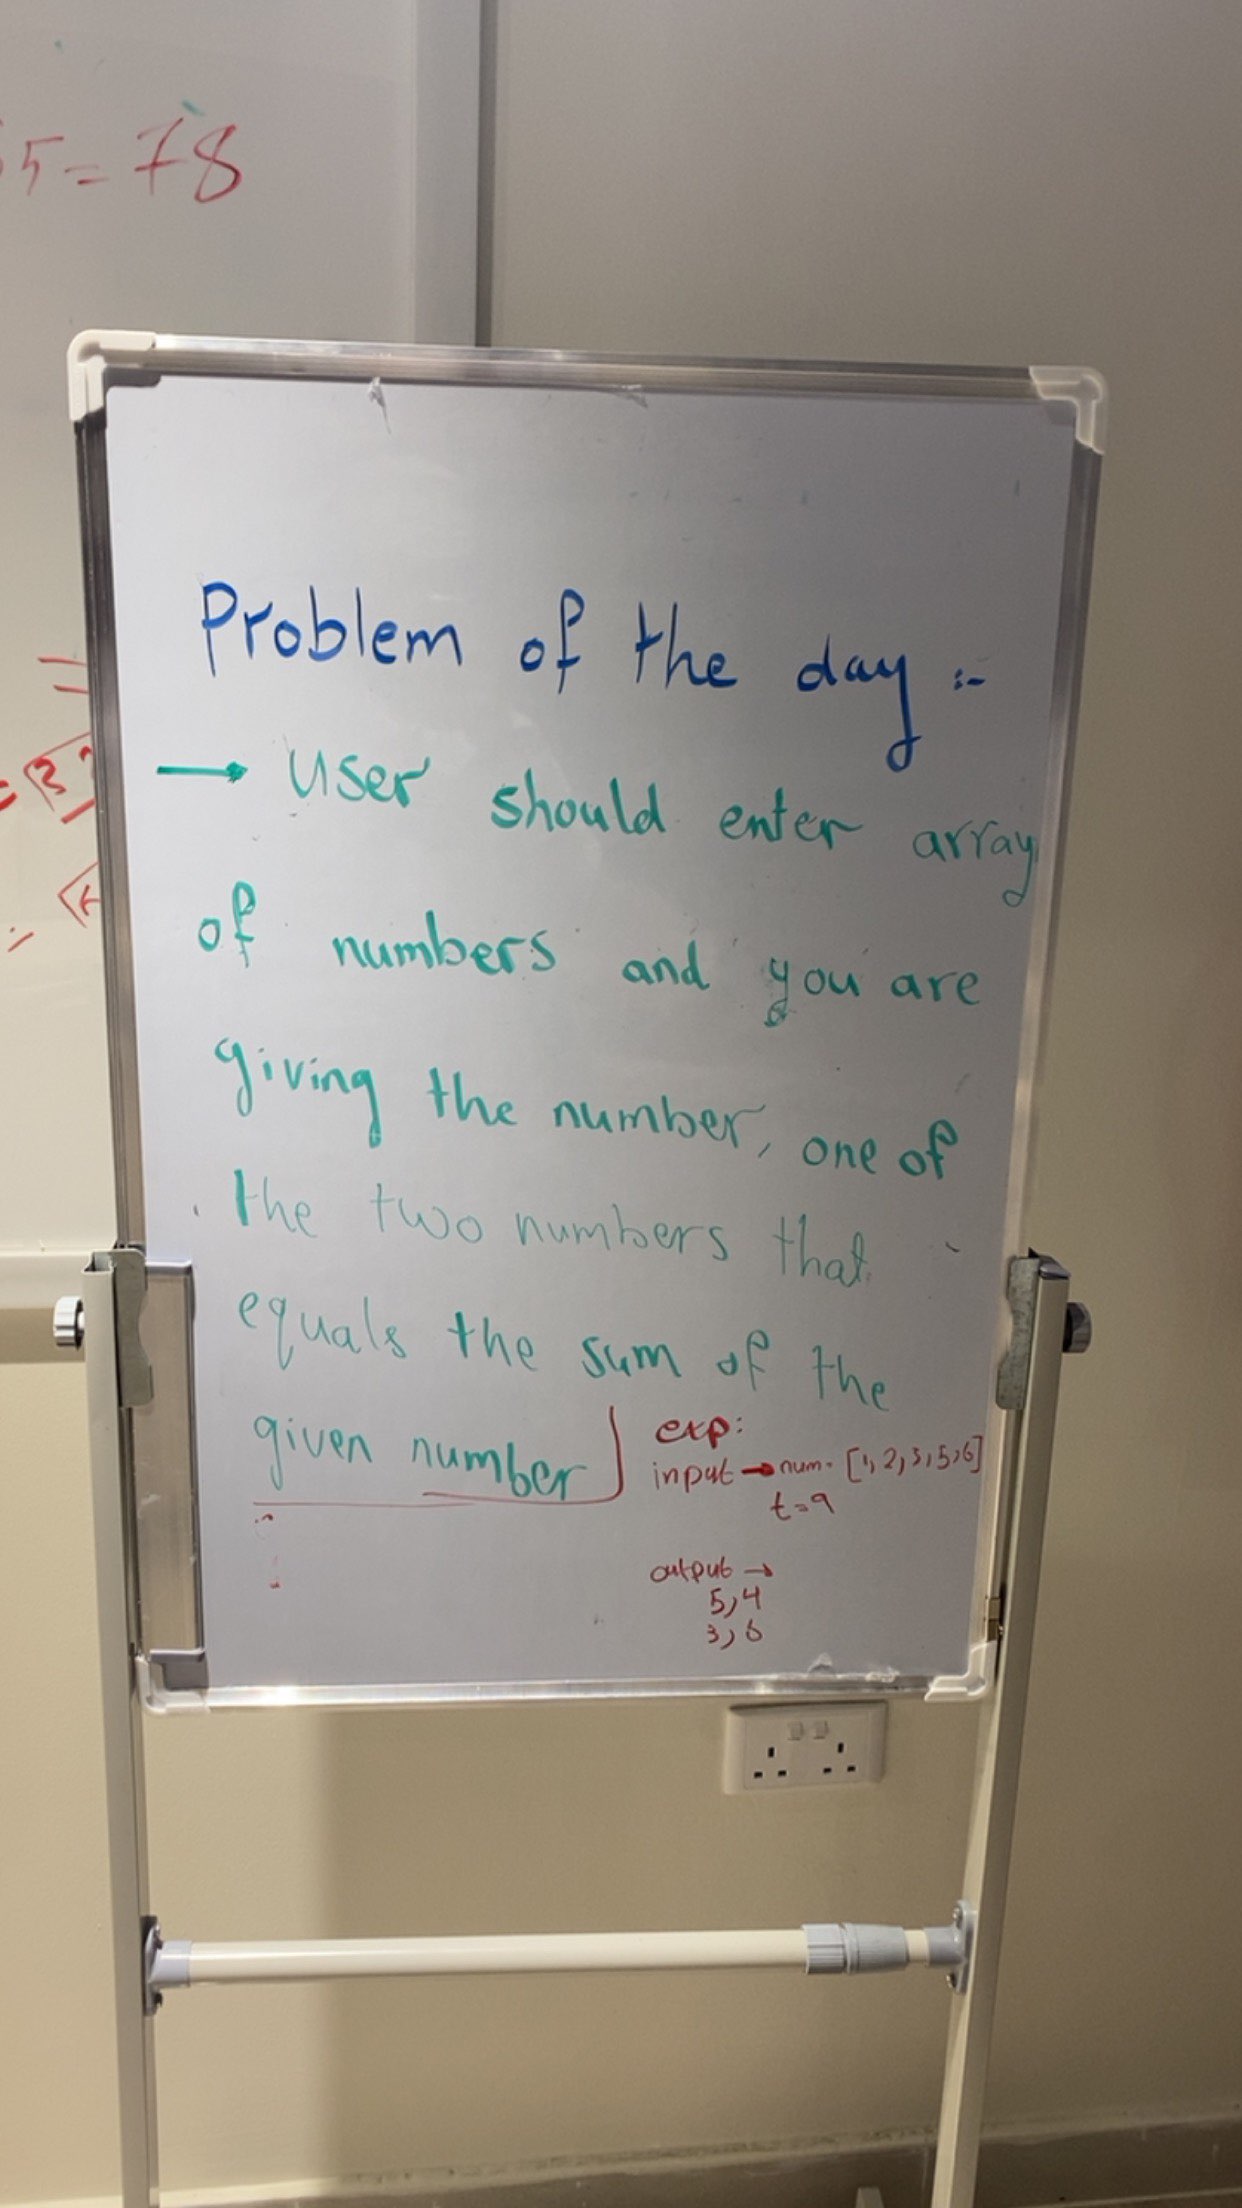 5 = 78
Problem of the day :-
→ user should enter array
of numbers and you are
giving the number, one of
the two numbers that
equals the sum of the
given number
exp:
input → num = [1, 2, 3, 5, 6]
t = 9
output →
5, 4
3, 6